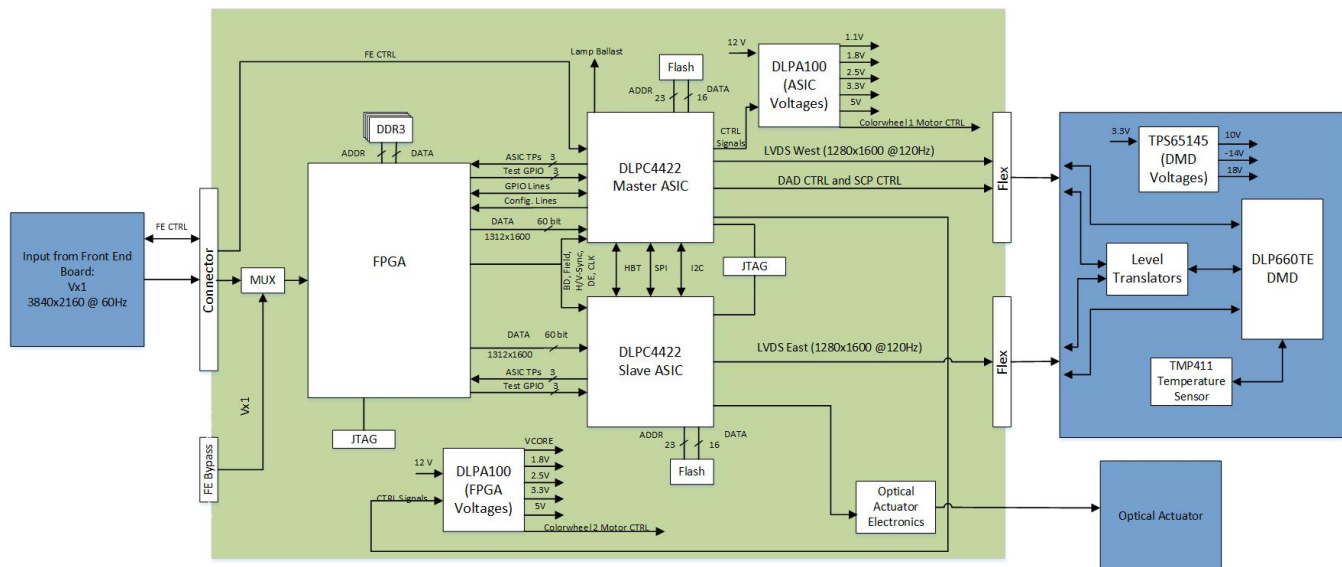 Input from Front End
Board:
Vx1
3840x2160 @ 60Hz
FE CTRL
Connector
FE Bypass
FE CTRL
MUX
Vx1
DDR3
ADDR
DATA
FPGA
JTAG
ASIC TPs 3
Test GPIO 3
GPIO Lines
Config. Lines
DATA 60 bit
1312x1600
BD, Field,
H/V-Sync,
DE, CLK
DATA 60 bit
1312x1600
ASIC TPs 3
Test GPIO 3
Lamp Ballast
Flash
ADDR DATA
23 16
DLPC4422
Master ASIC
HBT
SPI
I2C
JTAG
DLPC4422
Slave ASIC
ADDR DATA
23 16
Flash
12 V
DLPA100
(ASIC
Voltages)
1.1V
1.8V
2.5V
3.3V
5V
Colorwheel 1 Motor CTRL
CTRL
Signals
LVDS West (1280x1600 @120Hz)
DAD CTRL and SCP CTRL
LVDS East (1280x1600 @120Hz)
12 V
CTRL Signals
DLPA100
(FPGA
Voltages)
VCORE
1.8V
2.5V
3.3V
5V
Colorwheel 2 Motor CTRL
Optical
Actuator
Electronics
Flex
Flex
3.3V
TPS65145
(DMD
Voltages)
10V
-14V
18V
Level
Translators
DLP660TE
DMD
TMP411
Temperature
Sensor
Optical Actuator